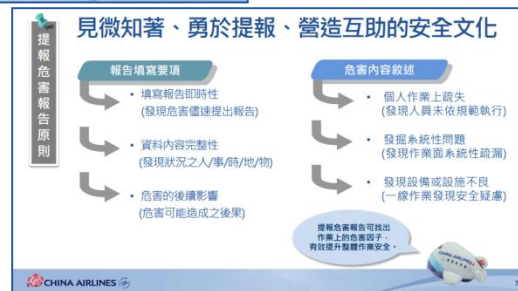 見微知著、勇於提報、營造互助的安全文化
提報危害報告原則
報告填寫要項
• 填寫報告即時性
(發現危害儘速提出報告)
• 資料內容完整性
(發現狀況之人/事/時/地/物)
• 危害的後續影響
(危害可能造成之後果)
危害內容敘述
• 個人作業上疏失
(發現人員未依規範執行)
• 發掘系統性問題
(發現作業面系統性疏漏)
• 發現設備或設施不良
(一線作業發現安全疑慮)
提報危害報告可找出
作業上的危害因子，
有效提升整體作業安全。
CHINA AIRLINES
7